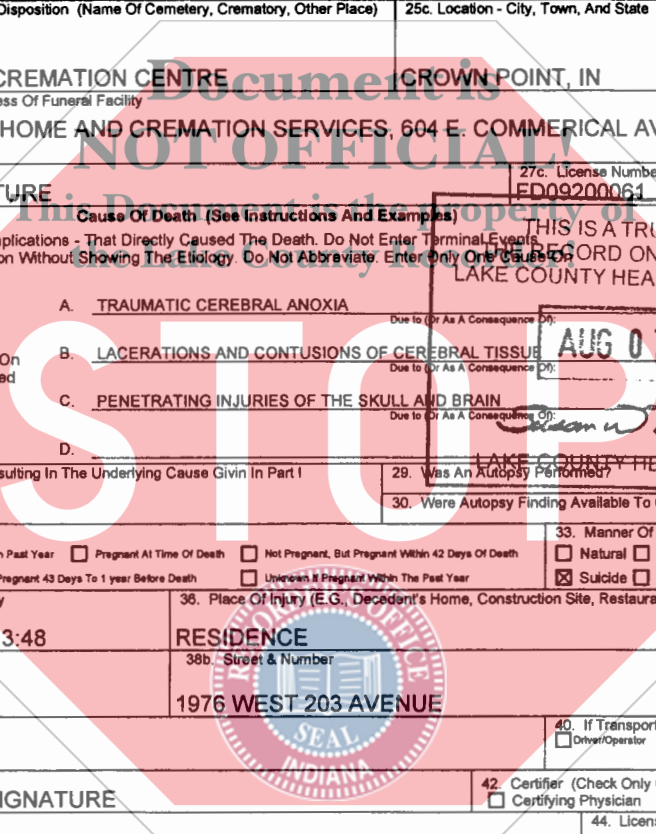 Disposition (Name Of Cemetery, Crematory, Other Place)
25c. Location - City, Town, And State
CREMATION CENTRE
CROWN POINT, IN
ess Of Funeral Facility
HOME AND CREMATION SERVICES, 604 E. COMMERICAL AV
27c. License Numbe
TURE
FD09200061
Document is
NOT OFFICIAL!
This Document is the property of
the Lake County Recorder!
STOP
Cause Of Death (See Instructions And Examples)
plications - That Directly Caused The Death. Do Not Enter Terminal Events
on Without Showing The Etiology. Do Not Abbreviate. Enter Only One Cause On
THIS IS A TRU
THE RECORD ON
LAKE COUNTY HEA
AUG 0
LAKE COUNTY HE
A. TRAUMATIC CEREBRAL ANOXIA
Due to (Or As A Consequence Of):
On
ed
B. LACERATIONS AND CONTUSIONS OF CEREBRAL TISSUE
Due to (Or As A Consequence Of):
C. PENETRATING INJURIES OF THE SKULL AND BRAIN
Due to (Or As A Consequence Of):
D.
sulting In The Underlying Cause Givin In Part I
29. Was An Autopsy Performed?
30. Were Autopsy Finding Available To
33. Manner Of
n Past Year Pregnant At Time Of Death Not Pregnant, But Pregnant Within 42 Days Of Death
Natural
Pregnant 43 Days To 1 year Before Death Unknown If Pregnant Within The Past Year
Suicide
y
36. Place Of Injury (E.G., Decedent's Home, Construction Site, Restaura
3:48
RESIDENCE
38b. Street & Number
1976 WEST 203 AVENUE
RECORDER'S OFFICE
SEAL
INDIANA
40. If Transport
Driver/Operator
IGNATURE
42. Certifier (Check Only
Certifying Physician
44. Licens